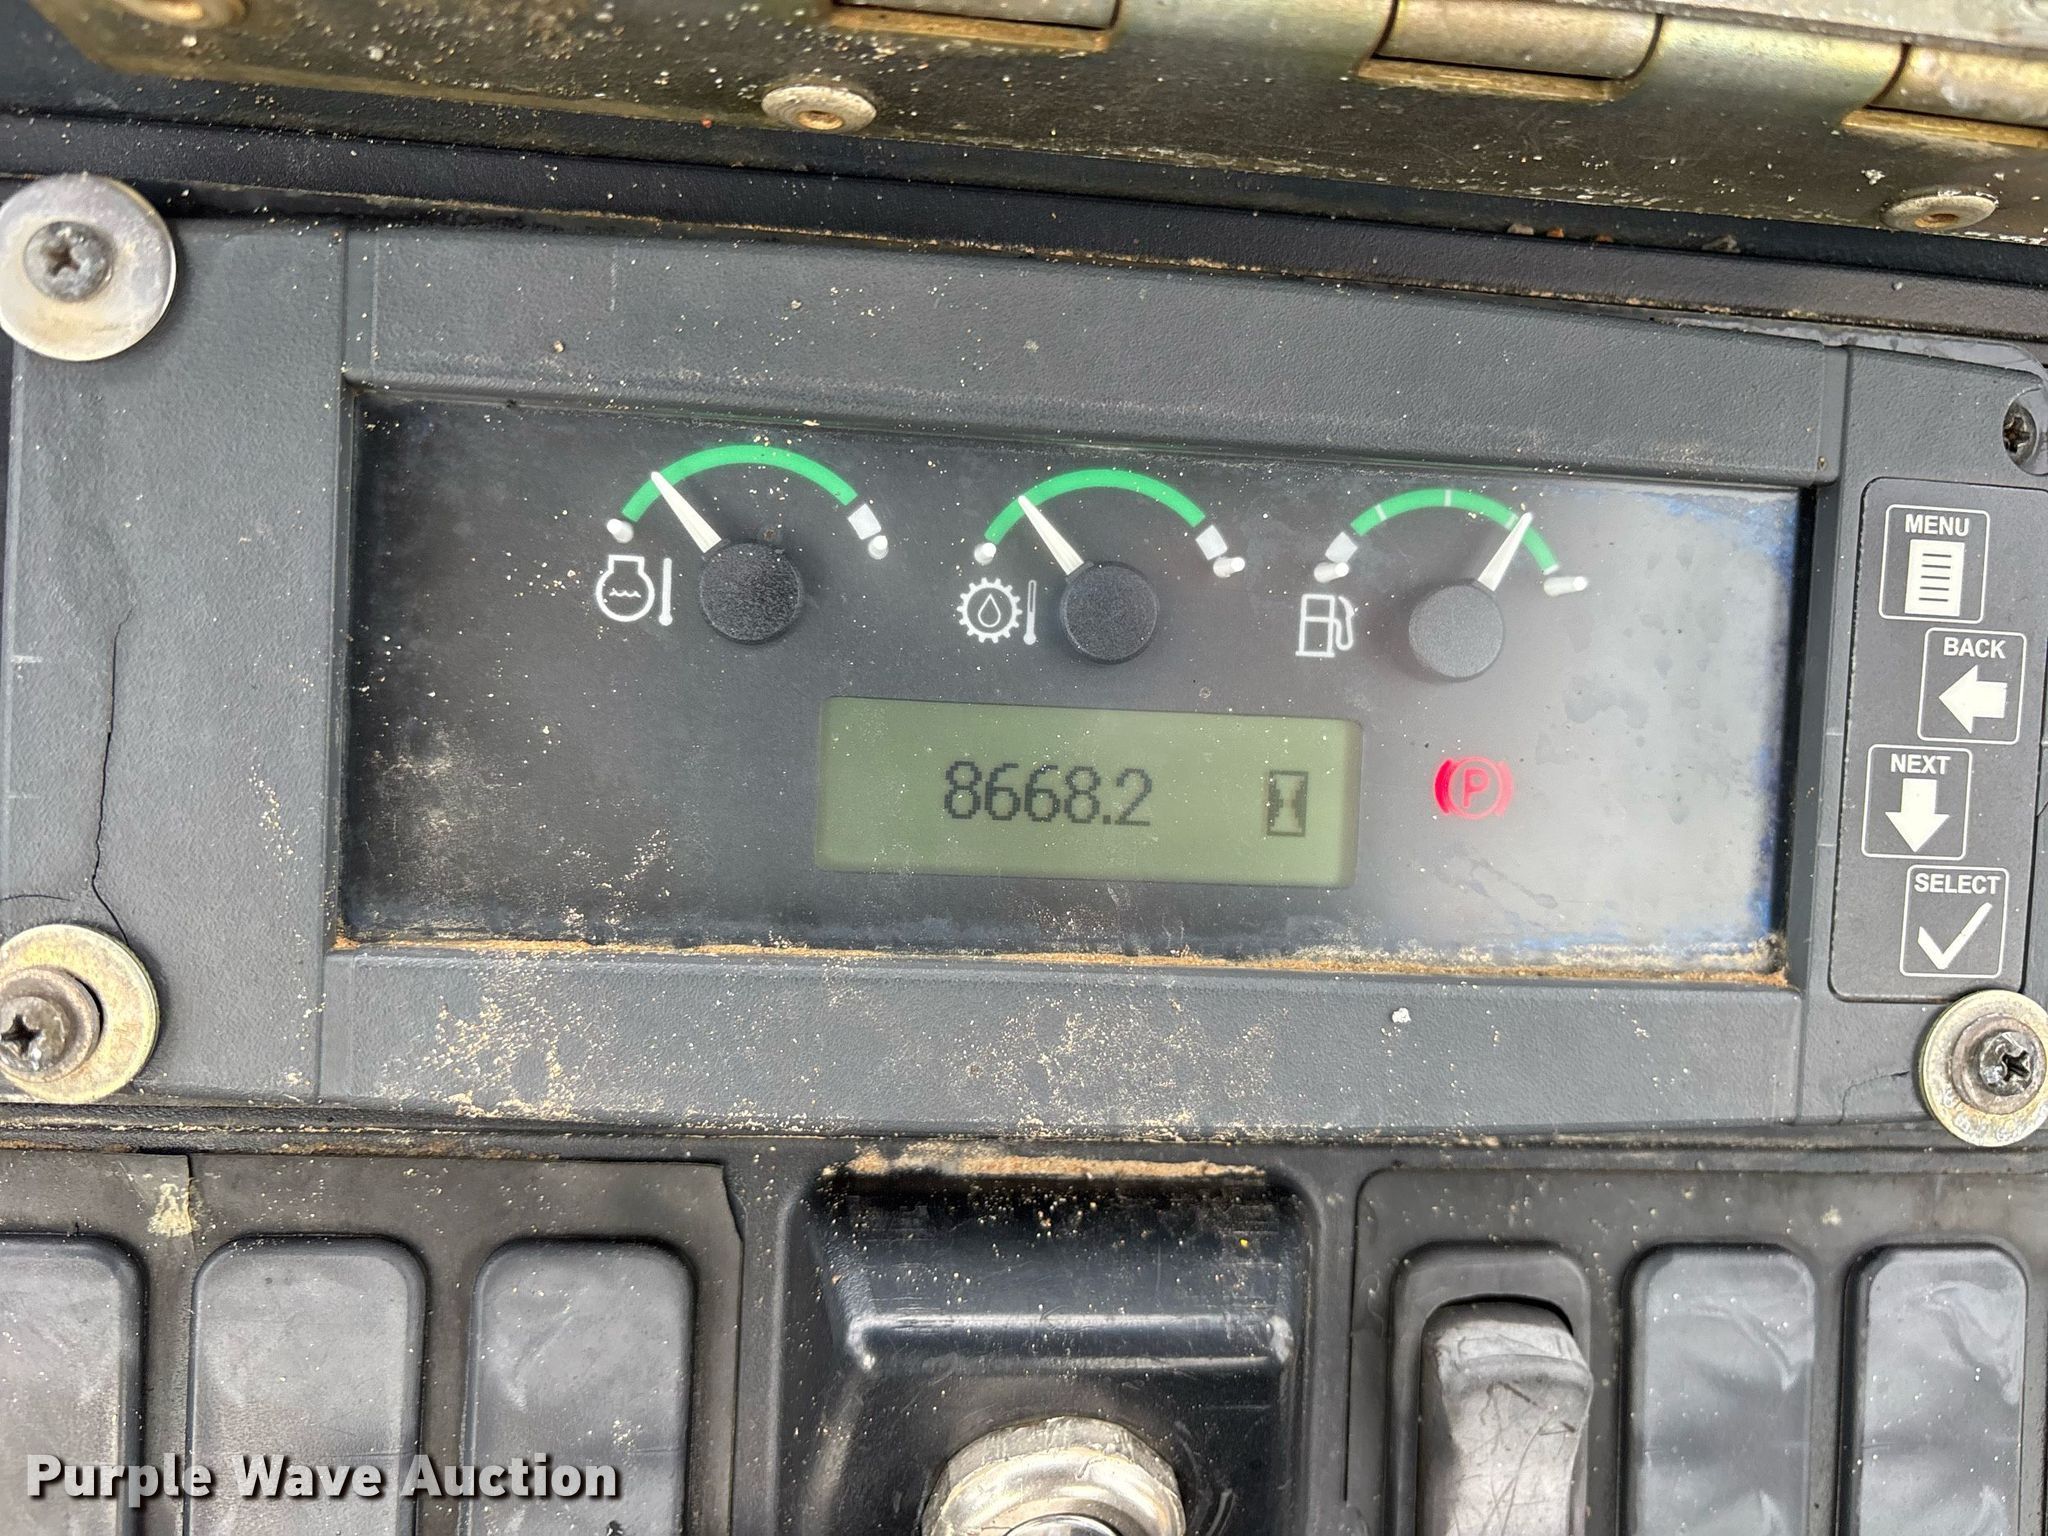 MENU
BACK
8668.2
P
NEXT
SELECT
Purple Wave Auction